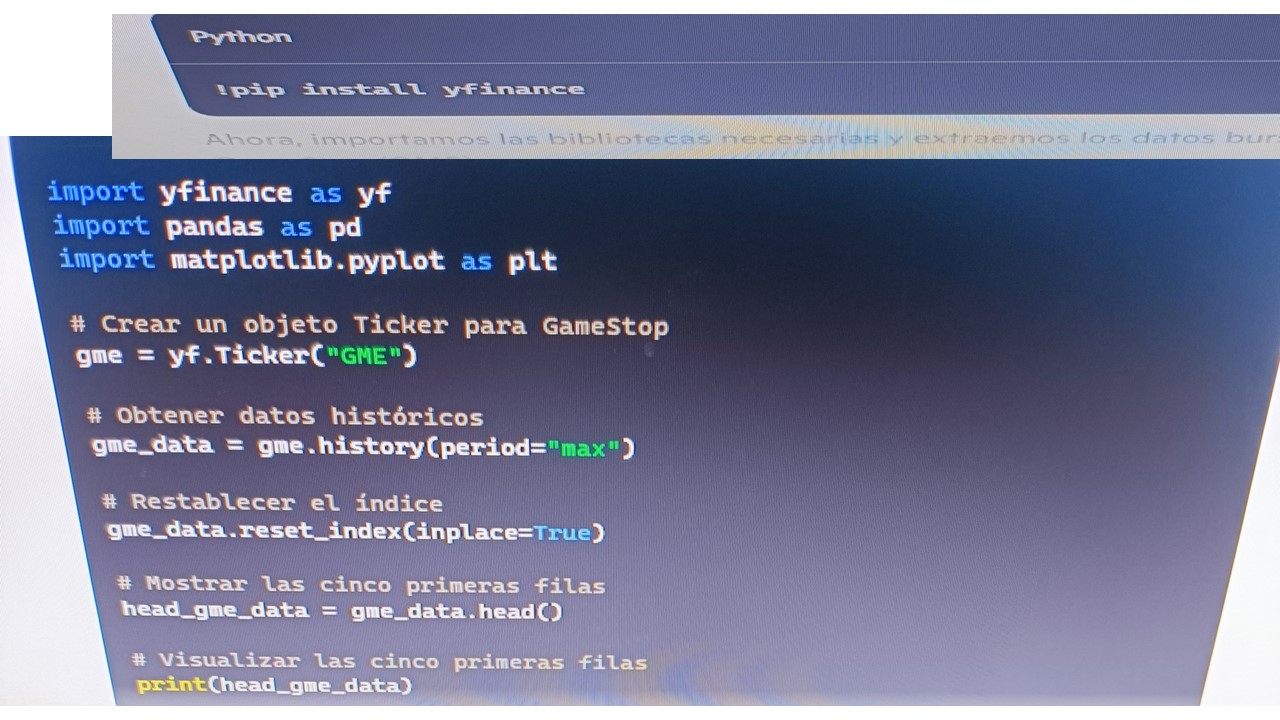 Python
!pip install yfinance
Ahora, importamos las bibliotecas necesarias y extraemos los datos
import yfinance as yf
import pandas as pd
import matplotlib.pyplot as plt
# Crear un objeto Ticker para GameStop
gme = yf.Ticker("GME")
# Obtener datos históricos
gme_data = gme.history(period="max")
# Restablecer el índice
gme_data.reset_index(inplace=True)
# Mostrar las cinco primeras filas
head_gme_data = gme_data.head()
# Visualizar las cinco primeras filas
print(head_gme_data)